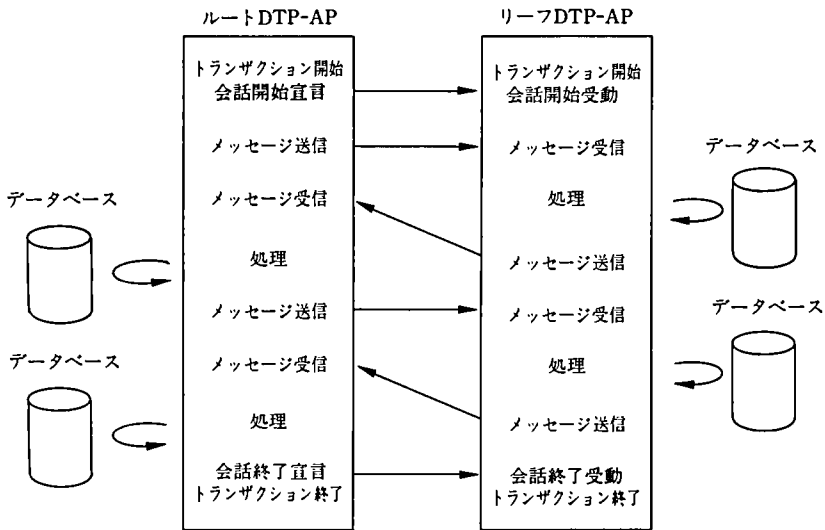 ルートDTP-AP
リーフDTP-AP
トランザクション開始
会話開始宣言
トランザクション開始
会話開始受動
メッセージ送信
メッセージ受信
データベース
データベース
メッセージ受信
処理
処理
メッセージ送信
データベース
メッセージ送信
メッセージ受信
データベース
メッセージ受信
処理
処理
メッセージ送信
会話終了宣言
トランザクション終了
会話終了受動
トランザクション終了